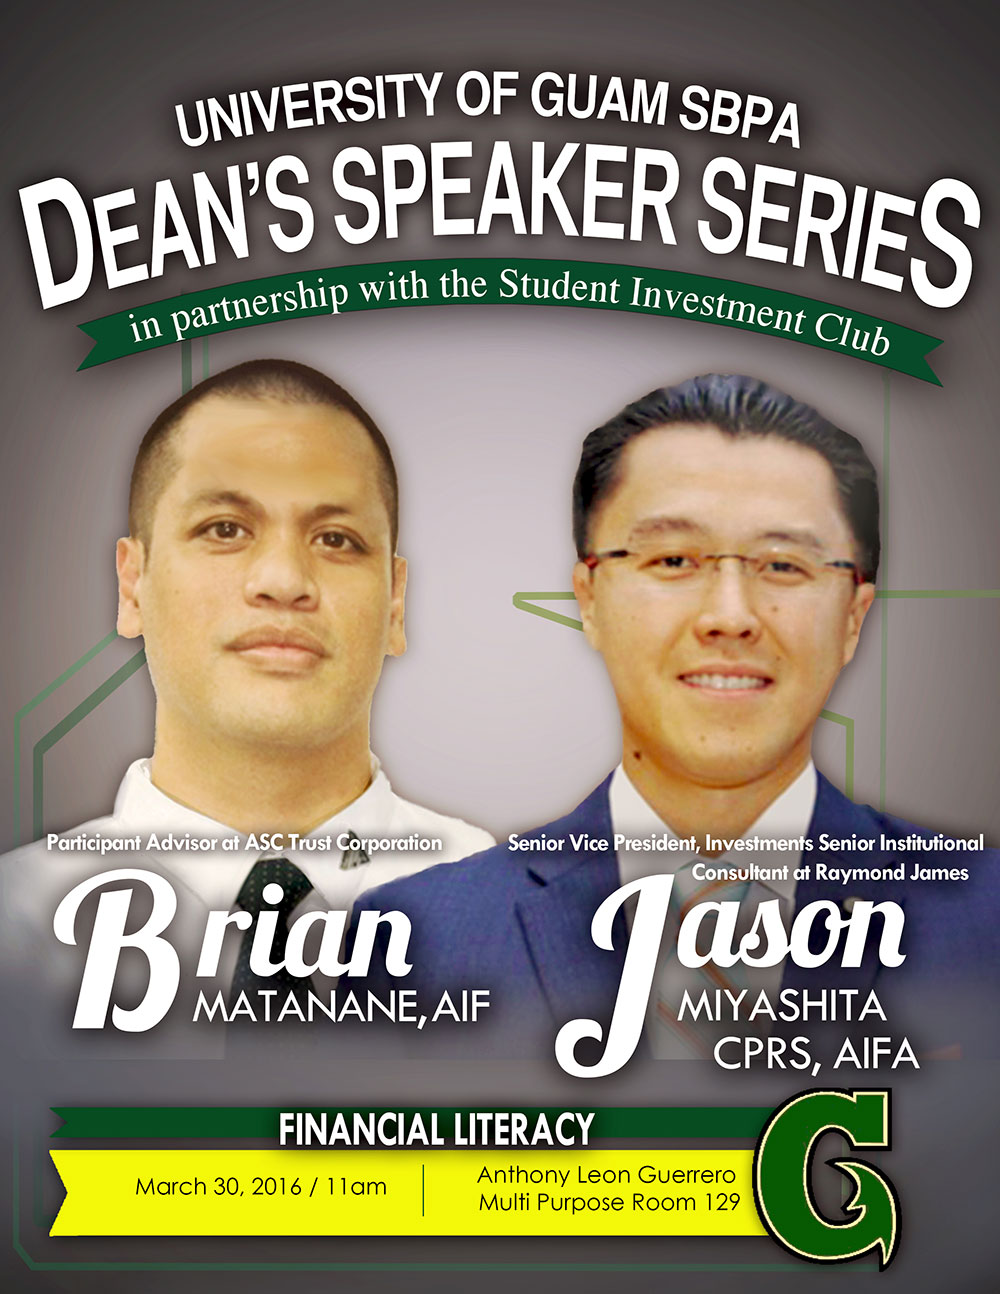 UNIVERSITY OF GUAM SBPA
DEAN'S SPEAKER SERIES
in partnership with the Student Investment Club
Participant Advisor at ASC Trust Corporation
Brian
MATANANE, AIF
Senior Vice President, Investments Senior Institutional
Consultant at Raymond James
Jason
MIYASHITA
CPRS, AIFA
FINANCIAL LITERACY
March 30, 2016 / 11am
Anthony Leon Guerrero
Multi Purpose Room 129
G